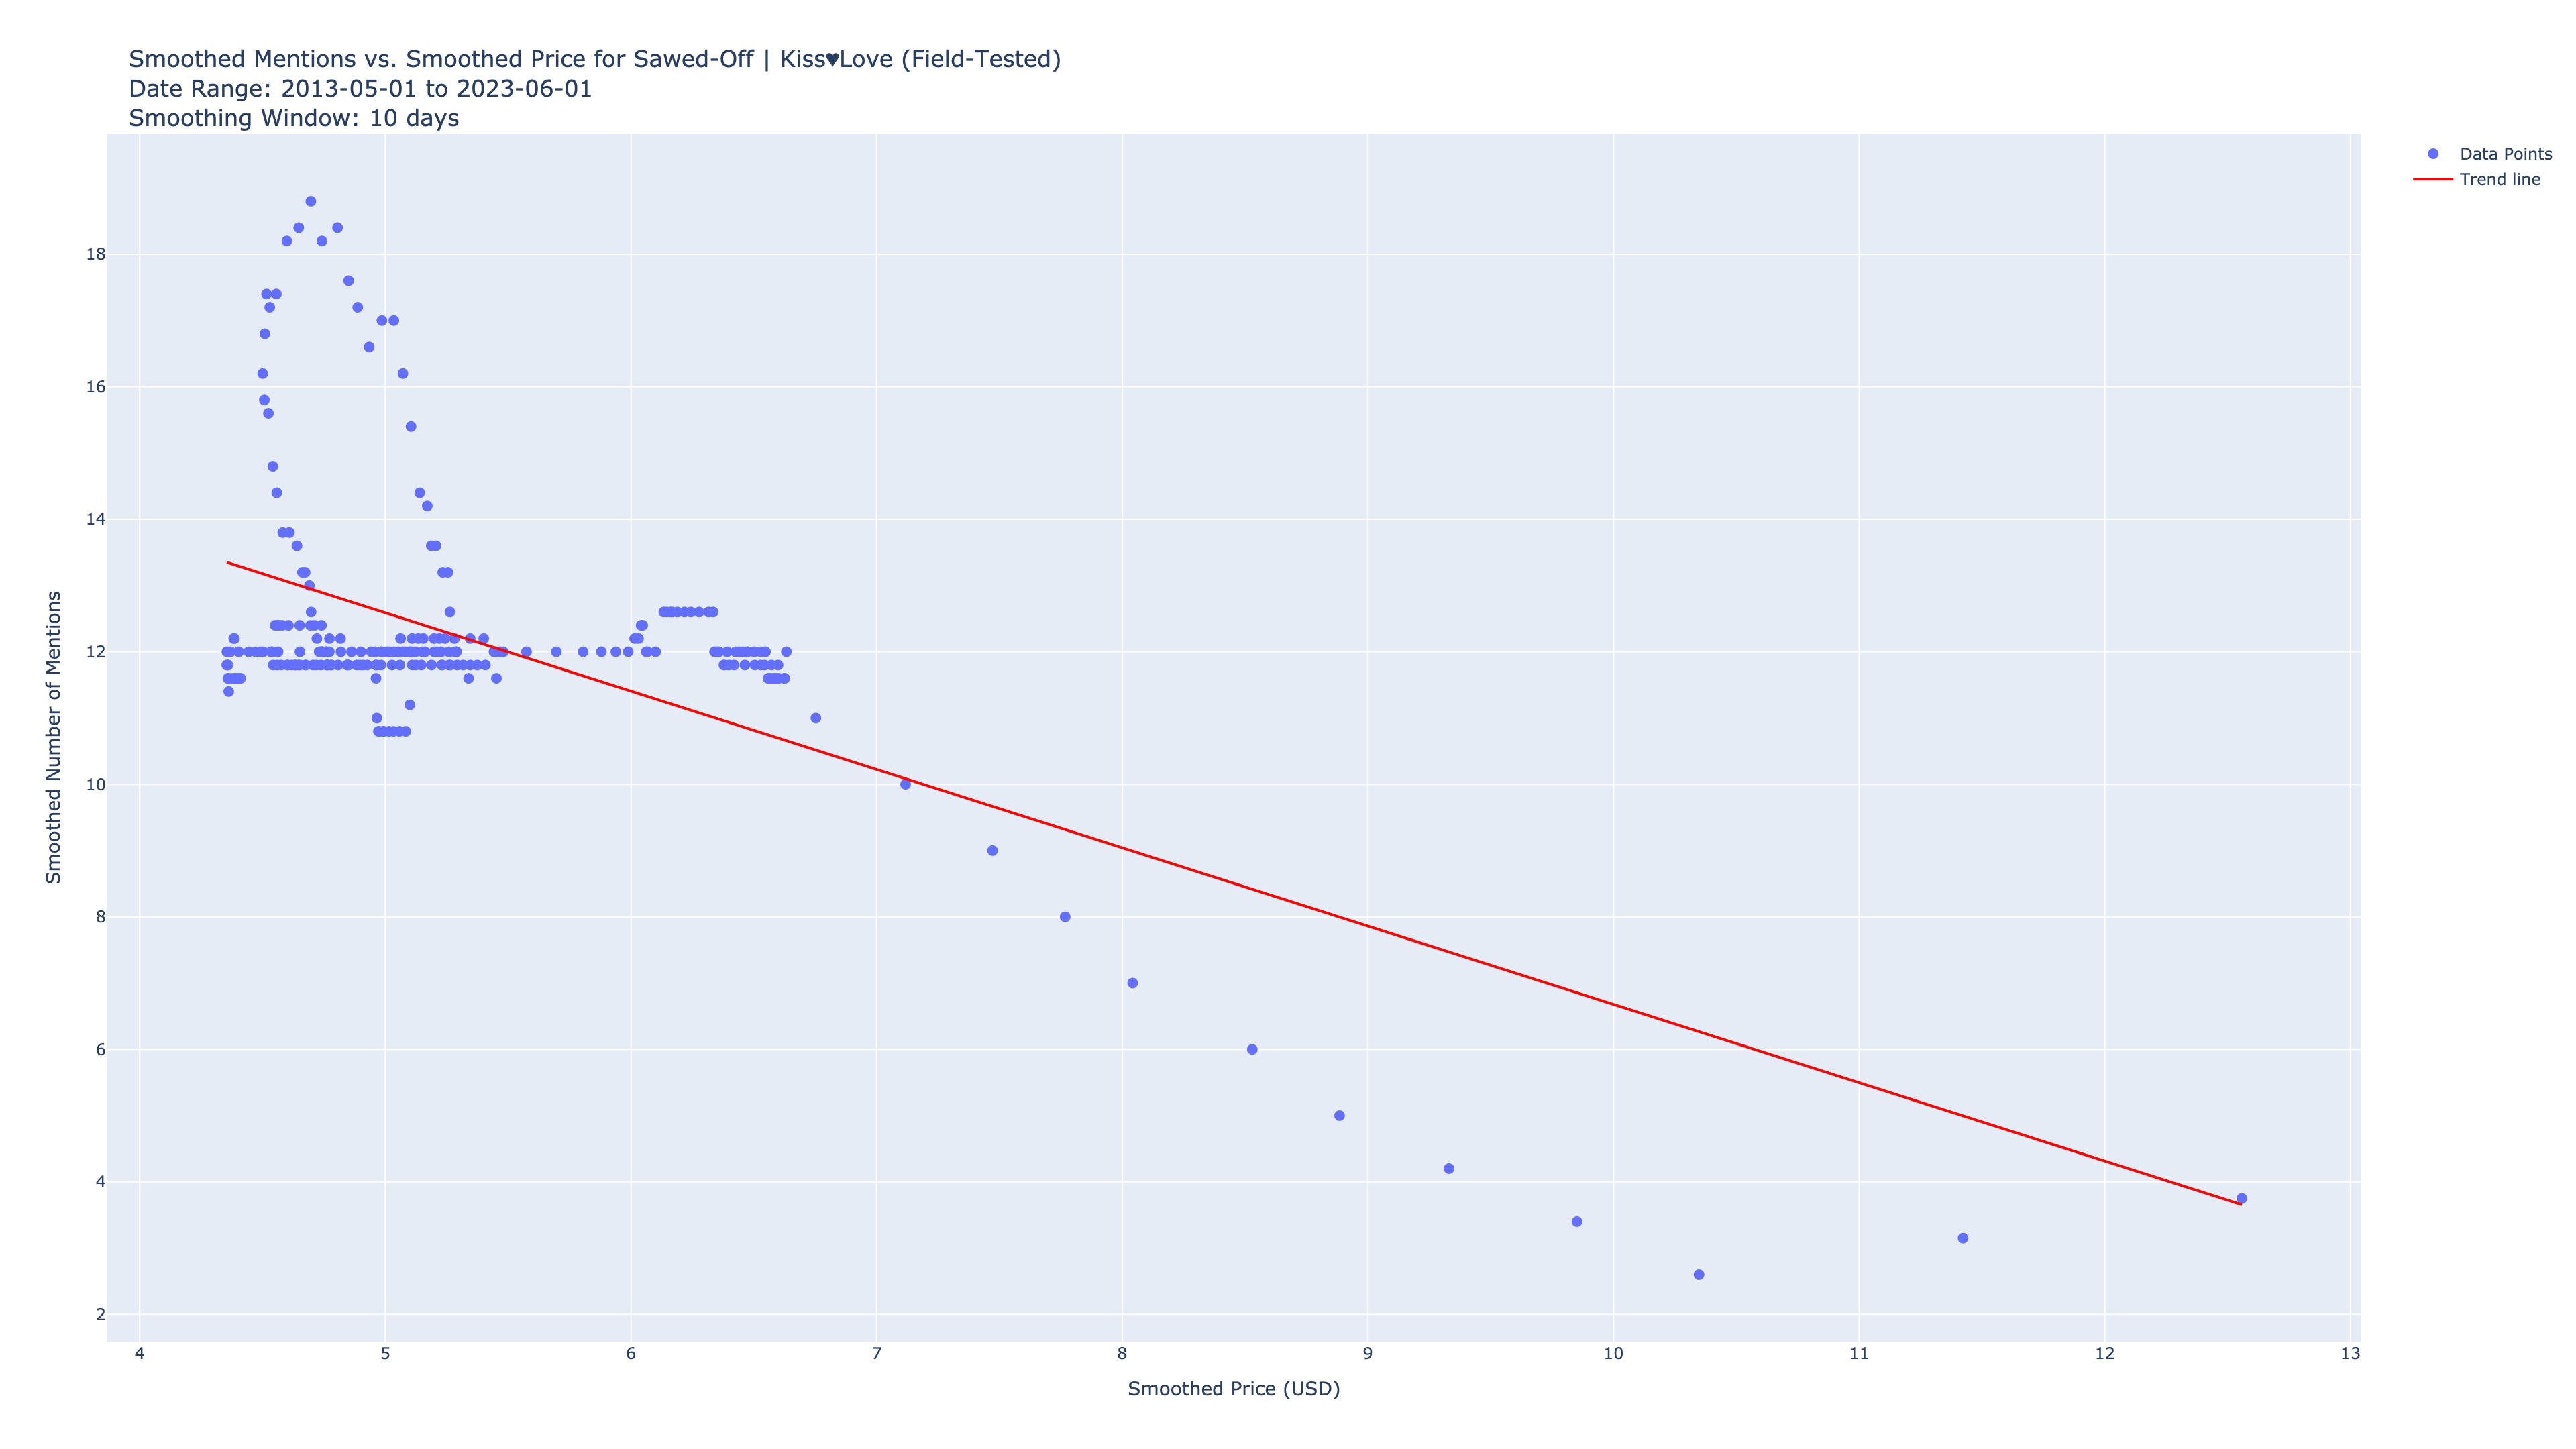 Smoothed Mentions vs. Smoothed Price for Sawed-Off | Kiss♥Love (Field-Tested)
Date Range: 2013-05-01 to 2023-06-01
Smoothing Window: 10 days
Data Points
Trend line
Smoothed Number of Mentions
18
16
14
12
10
8
6
4
2
4 5 6 7 8 9 10 11 12 13
Smoothed Price (USD)